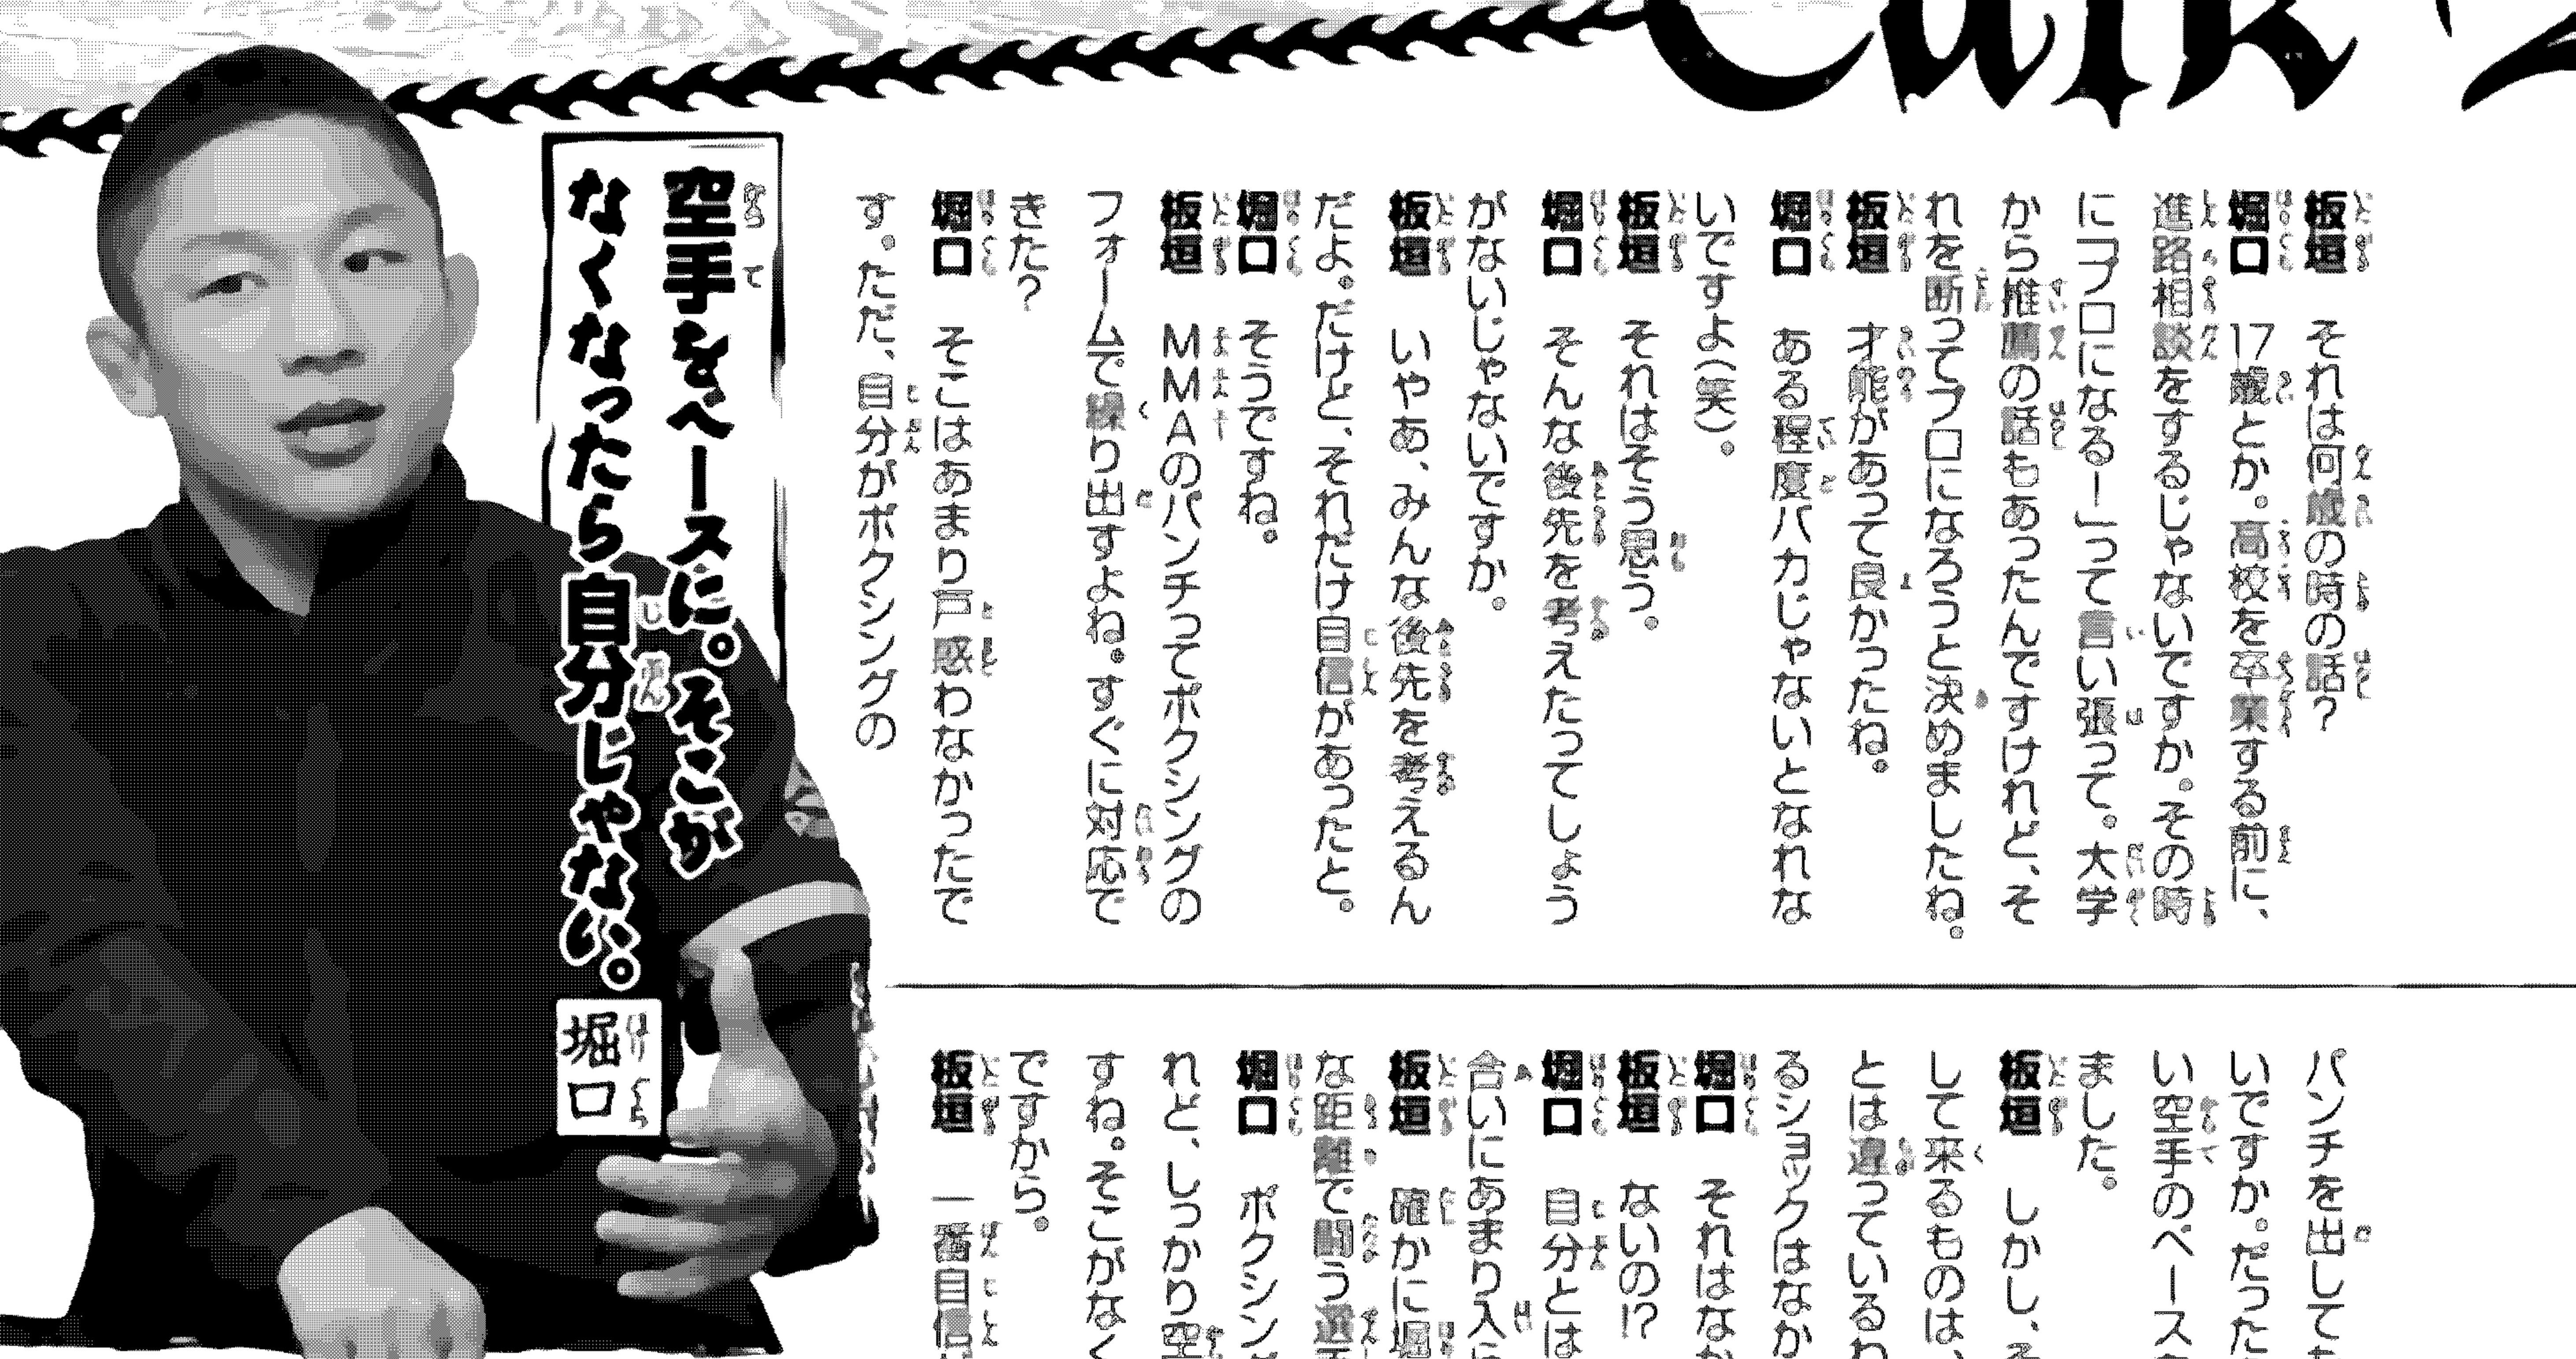 Talk
板垣 それは何歳の時の話?
堀口 17歳とか。高校を卒業する前に、
進路相談をするじゃないですか。その時
に「プロになる!」って言い張って。大学
から推薦の話もあったんですけれど、そ
れを断ってプロになろうと決めましたね。
板垣 才能があって良かったね。
堀口 ある程度バカじゃないとなれな
いですよ(笑)。
板垣 それはそう思う。
堀口 そんな後先を考えたってしょう
がないじゃないですか。
板垣 いやあ、みんな後先を考えるん
だよ。だけど、それだけ自信があったと。
堀口 そうですね。
板垣 MMAのパンチってボクシングの
フォームで繰り出すよね。すぐに対応で
きた?
堀口 そこはあまり戸惑わなかったで
す。ただ、自分がボクシングの
空手をベースに。そこが
なくなったら自分じゃない。
堀口
パンチを出して
いですか。だった
い空手のベース
ました。
板垣 しかし、そ
して来るものは、
とは違っている
るショックはなか
堀口 それはな
板垣 ないの!?
堀口 自分とは
合いにあまり入
板垣 確かに堀
な距離で闘う選
堀口 ボクシン
れど、しっかり空
すね。そこがなく
ですから。
板垣 一番自信